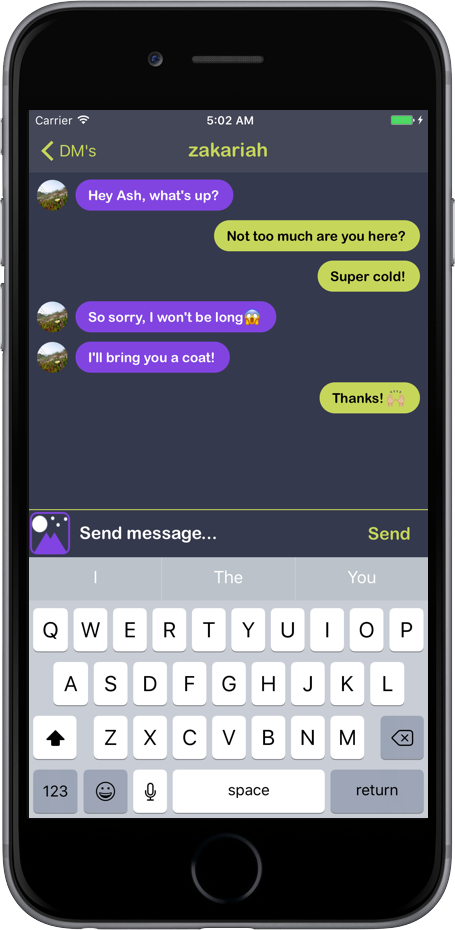 Carrier 5:02 AM
DM's zakariah
Hey Ash, what's up?
Not too much are you here?
Super cold!
So sorry, I won't be long😱
I'll bring you a coat!
Thanks! 🙌🏼
Send message... Send
I The You
Q W E R T Y U I O P
A S D F G H J K L
Z X C V B N M
123 space return